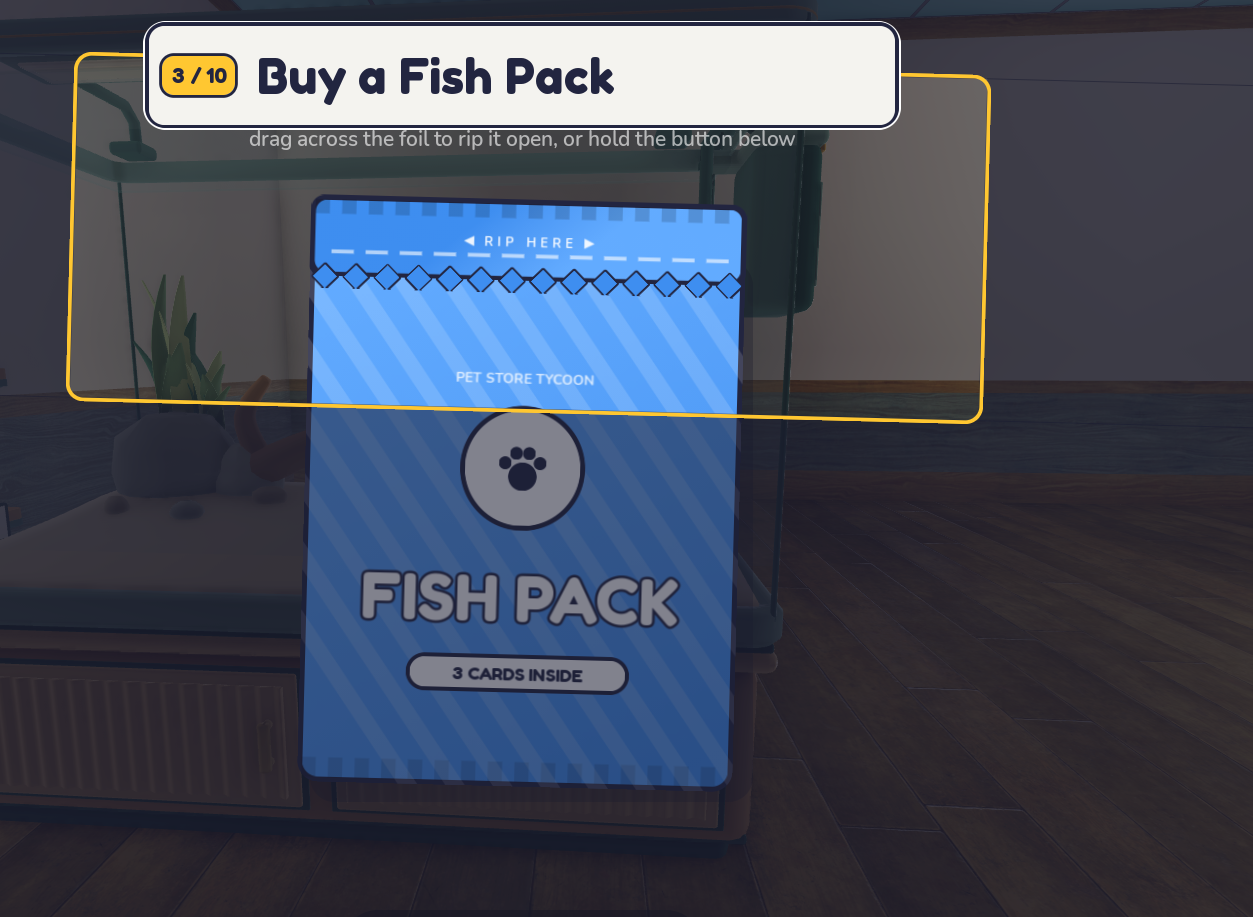 3 / 10 Buy a Fish Pack
drag across the foil to rip it open, or hold the button below
◀ RIP HERE ▶
PET STORE TYCOON
FISH PACK
3 CARDS INSIDE